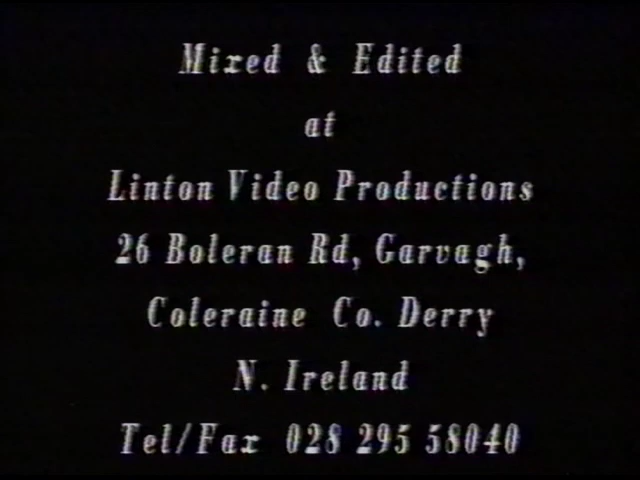 Mixed & Edited
at
Linton Video Productions
26 Boleran Rd, Garvagh,
Coleraine Co. Derry
N. Ireland
Tel/Fax 028 295 58040